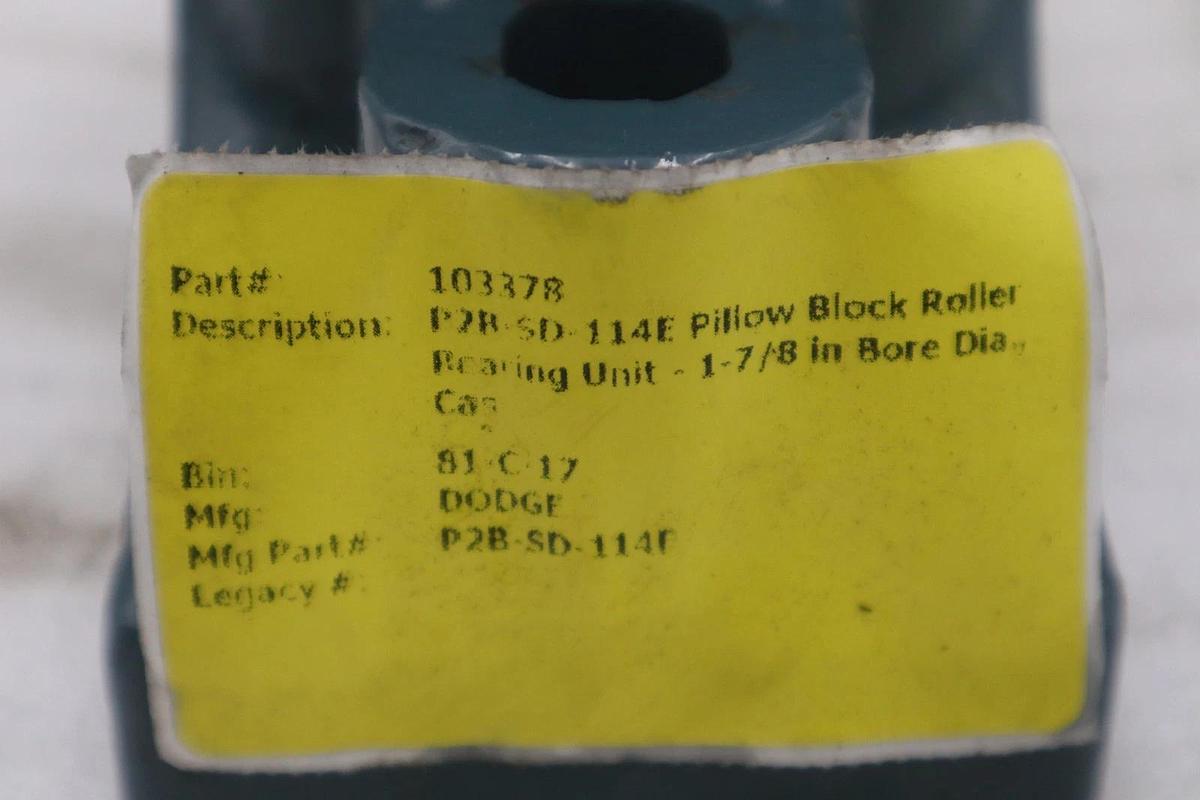 Part#: 103378
Description: P2B-SD-114E Pillow Block Roller
Bearing Unit - 1-7/8 in Bore Dia.,
Cas
Bin: 81-C-17
Mfg: DODGE
Mfg Part#: P2B-SD-114E
Legacy #: